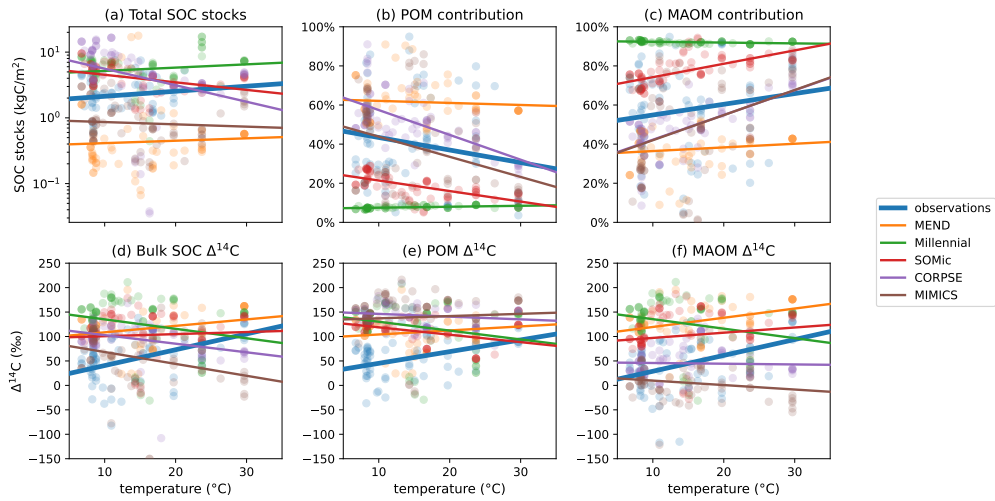 (a) Total SOC stocks
(b) POM contribution
(c) MAOM contribution
SOC stocks (kgC/m²)
10¹
10⁰
10⁻¹
100%
80%
60%
40%
20%
0%
100%
80%
60%
40%
20%
0%
observations
MEND
Millennial
SOMic
CORPSE
MIMICS
(d) Bulk SOC Δ¹⁴C
(e) POM Δ¹⁴C
(f) MAOM Δ¹⁴C
Δ¹⁴C (‰)
250
200
150
100
50
0
−50
−100
−150
250
200
150
100
50
0
−50
−100
−150
250
200
150
100
50
0
−50
−100
−150
10 20 30
10 20 30
10 20 30
temperature (°C)
temperature (°C)
temperature (°C)